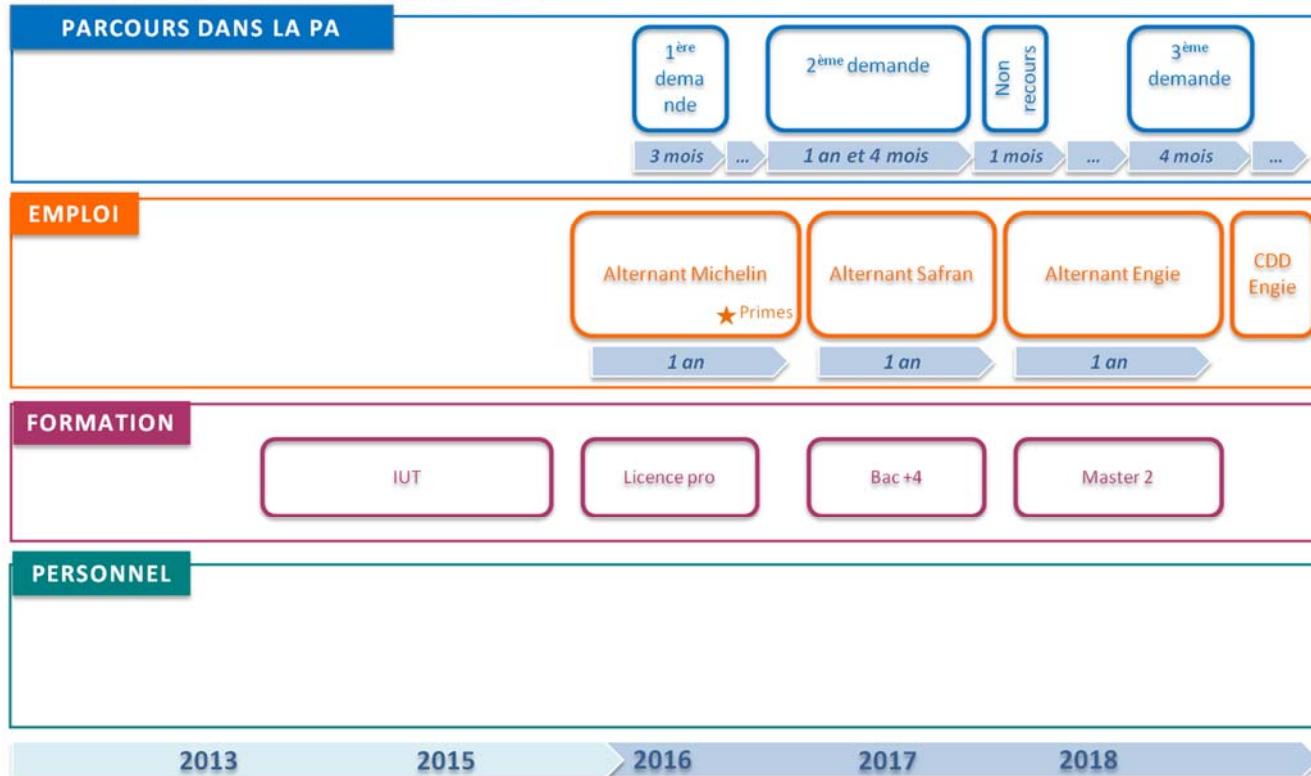 PARCOURS DANS LA PA
1ère
dema
nde
2ème demande
Non
recours
3ème
demande
3 mois
...
1 an et 4 mois
1 mois
...
4 mois
...
EMPLOI
Alternant Michelin
★ Primes
Alternant Safran
Alternant Engie
CDD
Engie
1 an
1 an
1 an
FORMATION
IUT
Licence pro
Bac +4
Master 2
PERSONNEL
2013
2015
2016
2017
2018